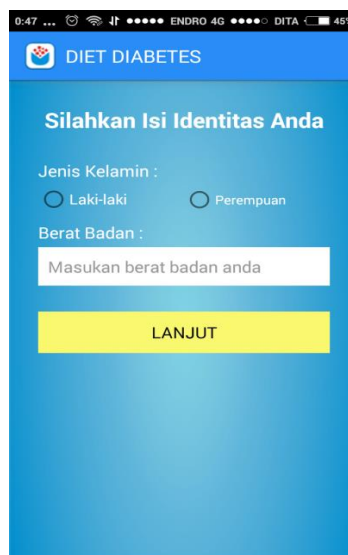 0:47 ... ENDRO 4G DITA 45%
DIET DIABETES
Silahkan Isi Identitas Anda
Jenis Kelamin :
Laki-laki Perempuan
Berat Badan :
Masukan berat badan anda
LANJUT